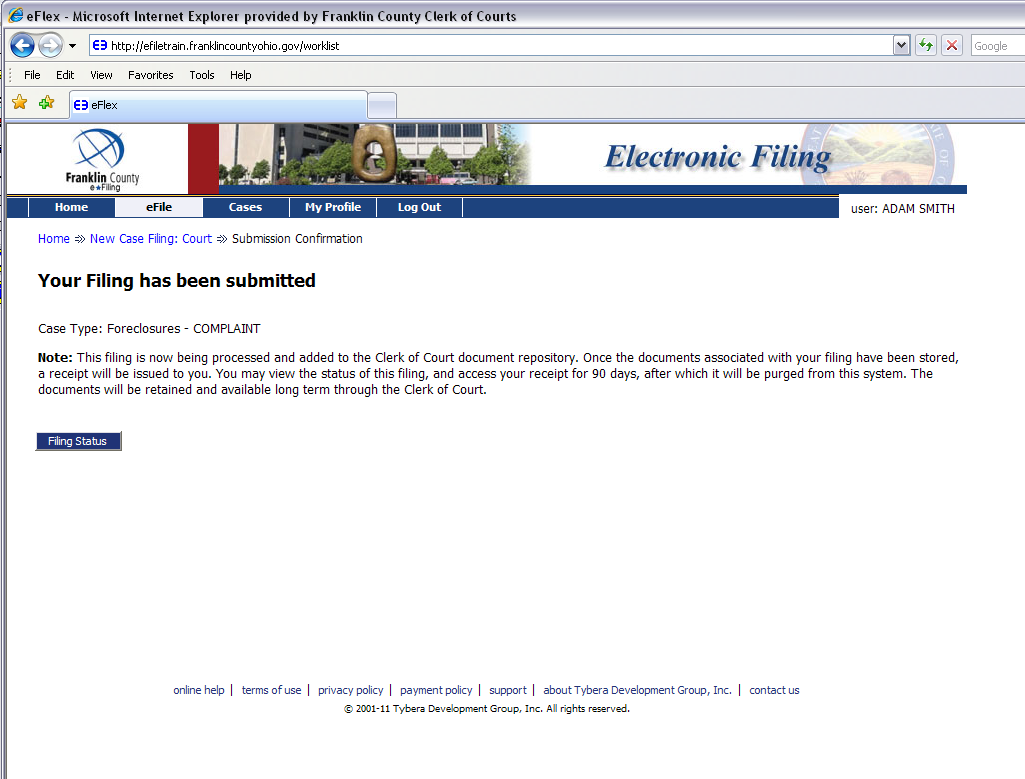 eFlex - Microsoft Internet Explorer provided by Franklin County Clerk of Courts
http://efiletrain.franklincountyohio.gov/worklist
Google
File Edit View Favorites Tools Help
eFlex
Franklin County
e★Filing
Electronic Filing
Home eFile Cases My Profile Log Out
user: ADAM SMITH
Home ⇒ New Case Filing: Court ⇒ Submission Confirmation
Your Filing has been submitted
Case Type: Foreclosures - COMPLAINT
Note: This filing is now being processed and added to the Clerk of Court document repository. Once the documents associated with your filing have been stored,
a receipt will be issued to you. You may view the status of this filing, and access your receipt for 90 days, after which it will be purged from this system. The
documents will be retained and available long term through the Clerk of Court.
Filing Status
online help | terms of use | privacy policy | payment policy | support | about Tybera Development Group, Inc. | contact us
© 2001-11 Tybera Development Group, Inc. All rights reserved.